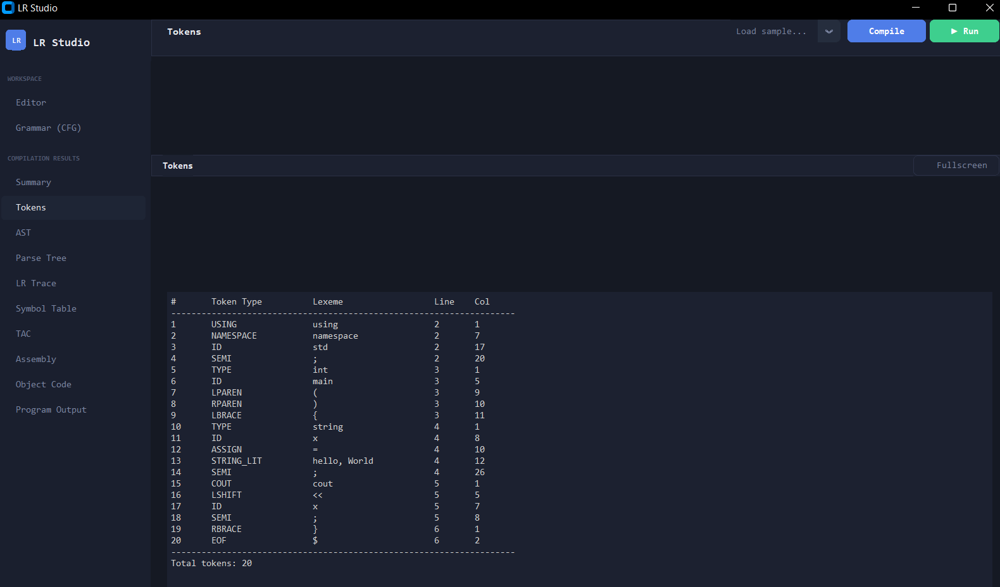 LR Studio
LR LR Studio
Tokens
Load sample...
Compile
▶ Run
WORKSPACE
Editor
Grammar (CFG)
COMPILATION RESULTS
Summary
Tokens
AST
Parse Tree
LR Trace
Symbol Table
TAC
Assembly
Object Code
Program Output
Tokens
Fullscreen
# Token Type Lexeme Line Col
--------------------------------------------------------------------
1 USING using 2 1
2 NAMESPACE namespace 2 7
3 ID std 2 17
4 SEMI ; 2 20
5 TYPE int 3 1
6 ID main 3 5
7 LPAREN ( 3 9
8 RPAREN ) 3 10
9 LBRACE { 3 11
10 TYPE string 4 1
11 ID x 4 8
12 ASSIGN = 4 10
13 STRING_LIT hello, World 4 12
14 SEMI ; 4 26
15 COUT cout 5 1
16 LSHIFT << 5 5
17 ID x 5 7
18 SEMI ; 5 8
19 RBRACE } 6 1
20 EOF $ 6 2
--------------------------------------------------------------------
Total tokens: 20